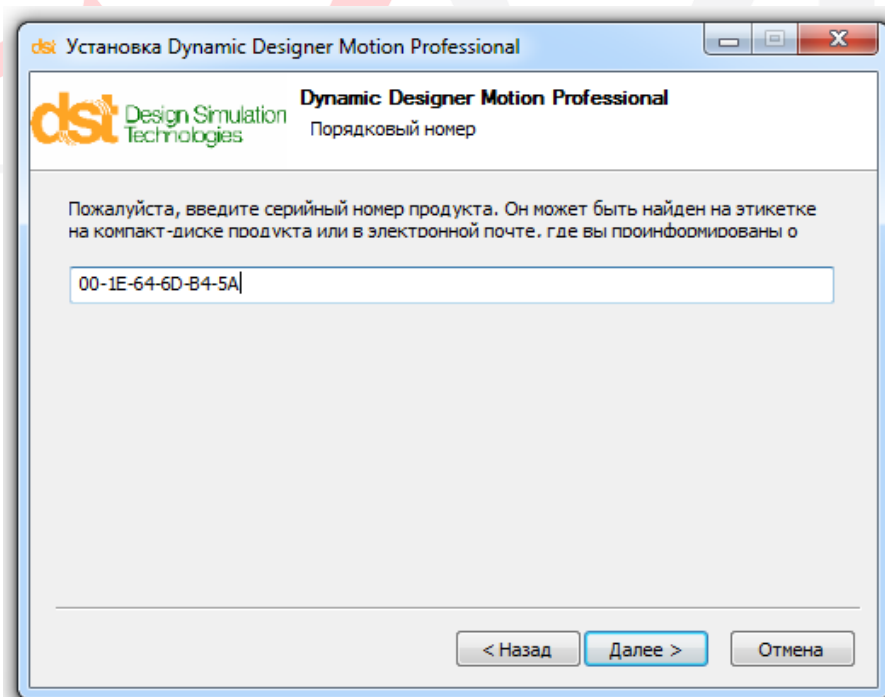 dst Установка Dynamic Designer Motion Professional
dst Design Simulation
Technologies
Dynamic Designer Motion Professional
Порядковый номер
Пожалуйста, введите серийный номер продукта. Он может быть найден на этикетке
на компакт-диске продукта или в электронной почте, где вы проинформированы о
00-1E-64-6D-B4-5A
< Назад
Далее >
Отмена